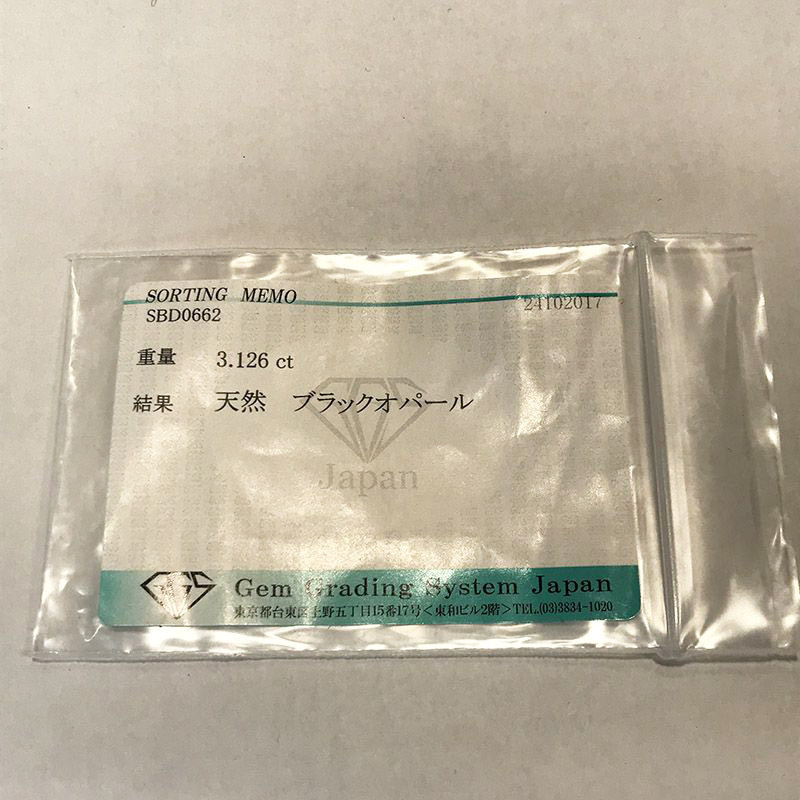 SORTING MEMO
24102017
SBD0662
重量 3.126 ct
結果 天然 ブラックオパール
Japan
GGS Gem Grading System Japan
東京都台東区上野五丁目15番17号<東和ビル2階>TEL.(03)3834-1020